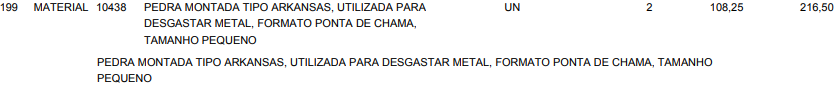 199 MATERIAL 10438 PEDRA MONTADA TIPO ARKANSAS, UTILIZADA PARA UN 2 108,25 216,50
DESGASTAR METAL, FORMATO PONTA DE CHAMA,
TAMANHO PEQUENO
PEDRA MONTADA TIPO ARKANSAS, UTILIZADA PARA DESGASTAR METAL, FORMATO PONTA DE CHAMA, TAMANHO
PEQUENO